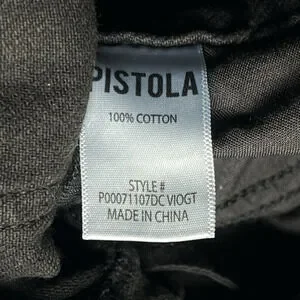 PISTOLA
100% COTTON
STYLE #
P00071107DC VIOGT
MADE IN CHINA